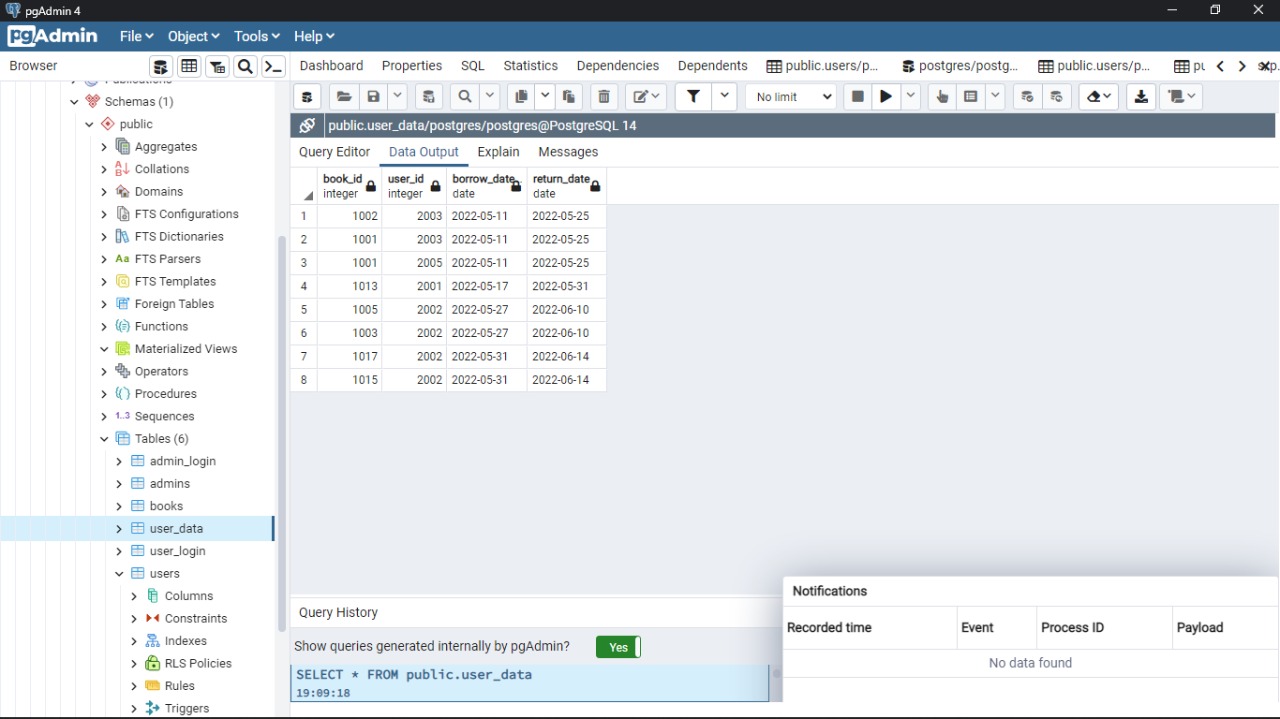 pgAdmin 4
pgAdmin File Object Tools Help
Browser
Dashboard Properties SQL Statistics Dependencies Dependents public.users/p... postgres/postg... public.users/p...
Schemas (1)
public
Aggregates
Collations
Domains
FTS Configurations
FTS Dictionaries
Aa FTS Parsers
FTS Templates
Foreign Tables
Functions
Materialized Views
Operators
Procedures
1..3 Sequences
Tables (6)
admin_login
admins
books
user_data
user_login
users
Columns
Constraints
Indexes
RLS Policies
Rules
Triggers
No limit
public.user_data/postgres/postgres@PostgreSQL 14
Query Editor Data Output Explain Messages
book_id user_id borrow_date return_date
integer integer date date
1 1002 2003 2022-05-11 2022-05-25
2 1001 2003 2022-05-11 2022-05-25
3 1001 2005 2022-05-11 2022-05-25
4 1013 2001 2022-05-17 2022-05-31
5 1005 2002 2022-05-27 2022-06-10
6 1003 2002 2022-05-27 2022-06-10
7 1017 2002 2022-05-31 2022-06-14
8 1015 2002 2022-05-31 2022-06-14
Query History
Show queries generated internally by pgAdmin? Yes
SELECT * FROM public.user_data
19:09:18
Notifications
Recorded time Event Process ID Payload
No data found